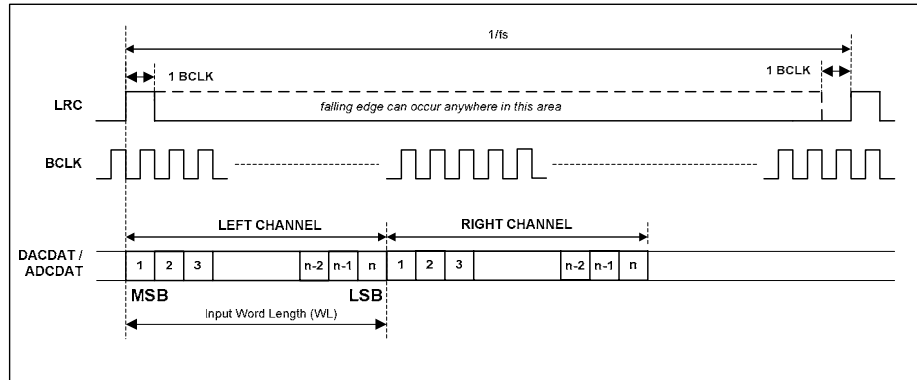 1/fs
1 BCLK
1 BCLK
LRC
falling edge can occur anywhere in this area
BCLK
LEFT CHANNEL
RIGHT CHANNEL
DACDAT /
ADCDAT
1 2 3 n-2 n-1 n 1 2 3 n-2 n-1 n
MSB LSB
Input Word Length (WL)